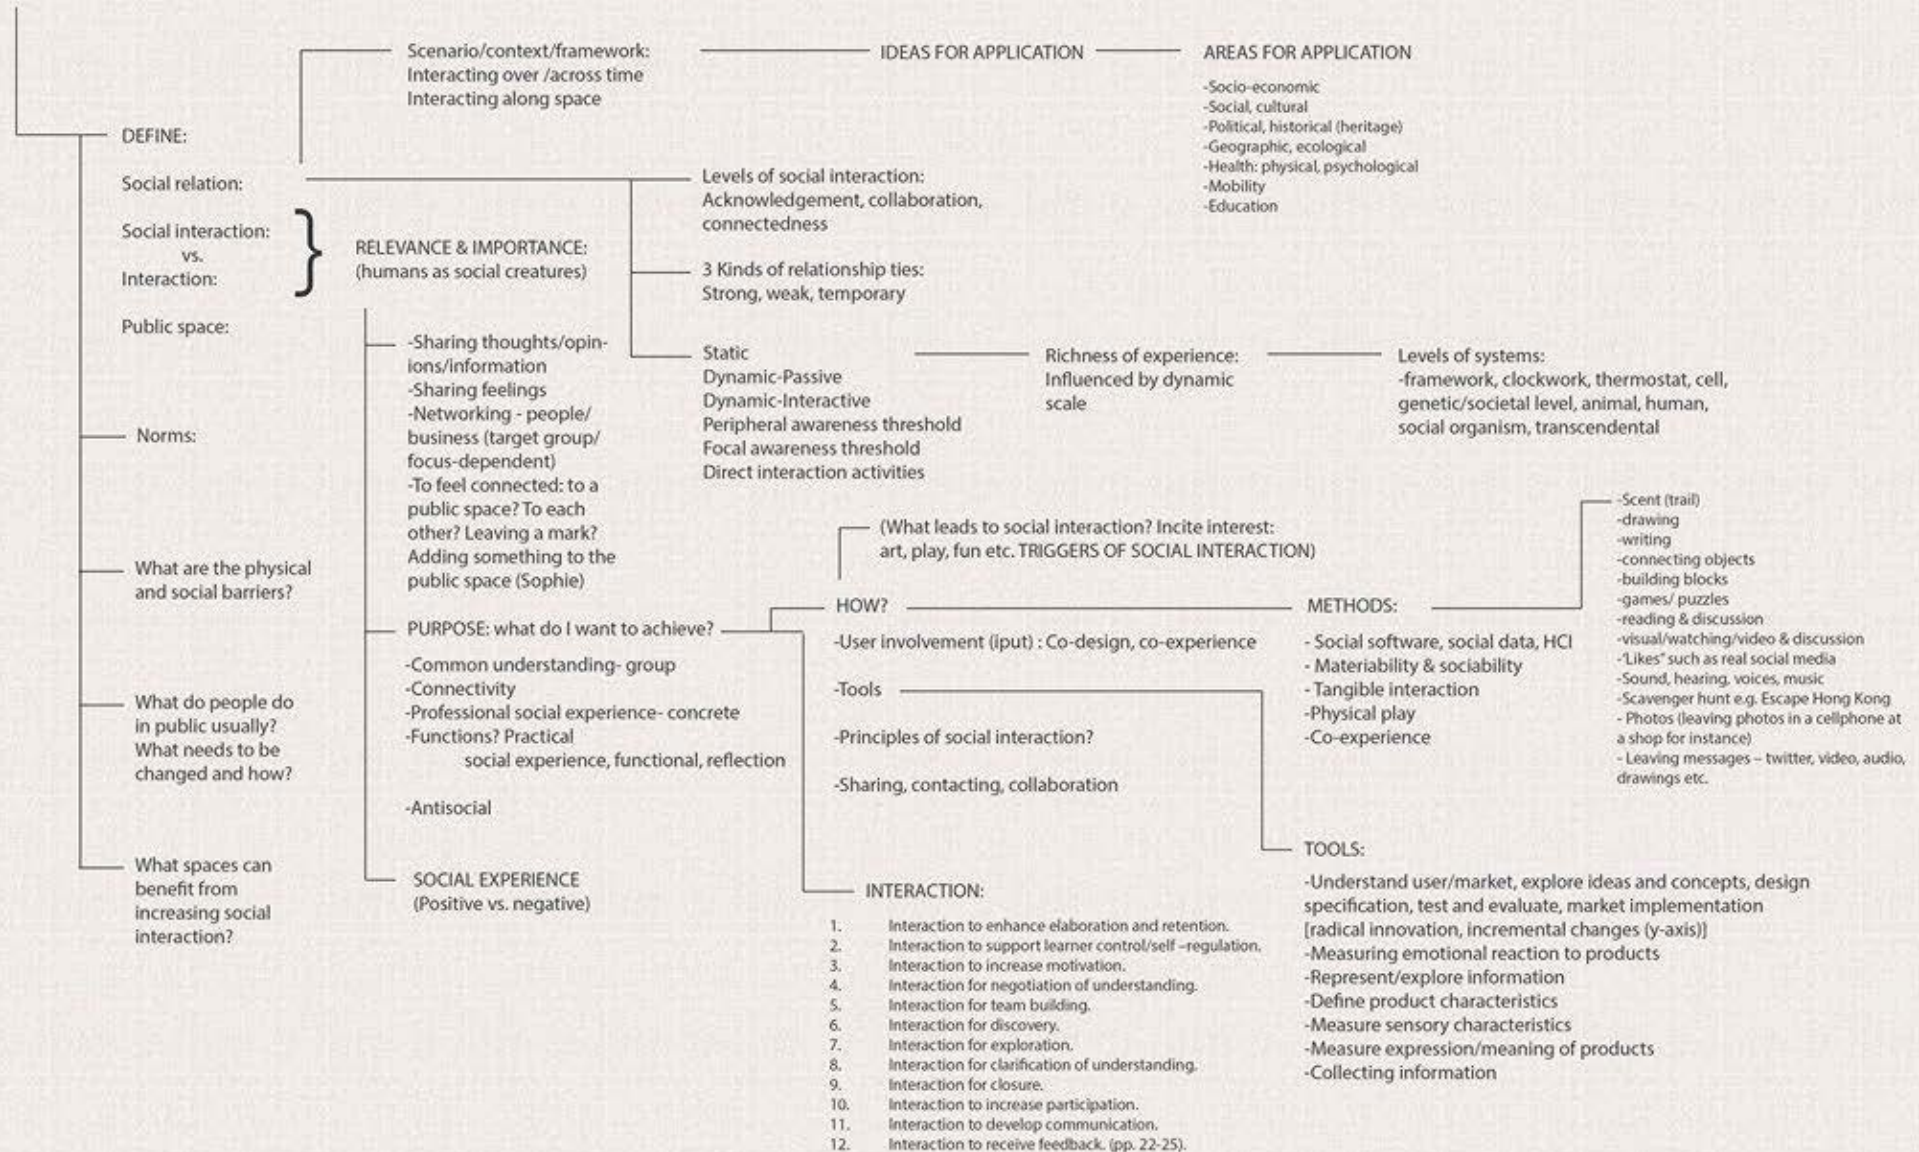 Scenario/context/framework:
Interacting over /across time
Interacting along space
IDEAS FOR APPLICATION
AREAS FOR APPLICATION
-Socio-economic
-Social, cultural
-Political, historical (heritage)
-Geographic, ecological
-Health: physical, psychological
-Mobility
-Education
DEFINE:
Social relation:
Social interaction:
vs.
Interaction:
Public space:
}
RELEVANCE & IMPORTANCE:
(humans as social creatures)
Levels of social interaction:
Acknowledgement, collaboration,
connectedness
3 Kinds of relationship ties:
Strong, weak, temporary
Static
Dynamic-Passive
Dynamic-Interactive
Peripheral awareness threshold
Focal awareness threshold
Direct interaction activities
Richness of experience:
Influenced by dynamic
scale
Levels of systems:
-framework, clockwork, thermostat, cell,
genetic/societal level, animal, human,
social organism, transcendental
Norms:
What are the physical
and social barriers?
What do people do
in public usually?
What needs to be
changed and how?
What spaces can
benefit from
increasing social
interaction?
-Sharing thoughts/opin-
ions/information
-Sharing feelings
-Networking - people/
business (target group/
focus-dependent)
-To feel connected: to a
public space? To each
other? Leaving a mark?
Adding something to the
public space (Sophie)
PURPOSE: what do I want to achieve?
-Common understanding- group
-Connectivity
-Professional social experience- concrete
-Functions? Practical
social experience, functional, reflection
-Antisocial
SOCIAL EXPERIENCE
(Positive vs. negative)
(What leads to social interaction? Incite interest:
art, play, fun etc. TRIGGERS OF SOCIAL INTERACTION)
HOW?
-User involvement (iput) : Co-design, co-experience
-Tools
-Principles of social interaction?
-Sharing, contacting, collaboration
METHODS:
- Social software, social data, HCI
- Materiability & sociability
- Tangible interaction
-Physical play
-Co-experience
-Scent (trail)
-drawing
-writing
-connecting objects
-building blocks
-games/ puzzles
-reading & discussion
-visual/watching/video & discussion
-"Likes" such as real social media
-Sound, hearing, voices, music
-Scavenger hunt e.g. Escape Hong Kong
- Photos (leaving photos in a cellphone at
a shop for instance)
- Leaving messages – twitter, video, audio,
drawings etc.
INTERACTION:
1. Interaction to enhance elaboration and retention.
2. Interaction to support learner control/self –regulation.
3. Interaction to increase motivation.
4. Interaction for negotiation of understanding.
5. Interaction for team building.
6. Interaction for discovery.
7. Interaction for exploration.
8. Interaction for clarification of understanding.
9. Interaction for closure.
10. Interaction to increase participation.
11. Interaction to develop communication.
12. Interaction to receive feedback. (pp. 22-25).
TOOLS:
-Understand user/market, explore ideas and concepts, design
specification, test and evaluate, market implementation
[radical innovation, incremental changes (y-axis)]
-Measuring emotional reaction to products
-Represent/explore information
-Define product characteristics
-Measure sensory characteristics
-Measure expression/meaning of products
-Collecting information